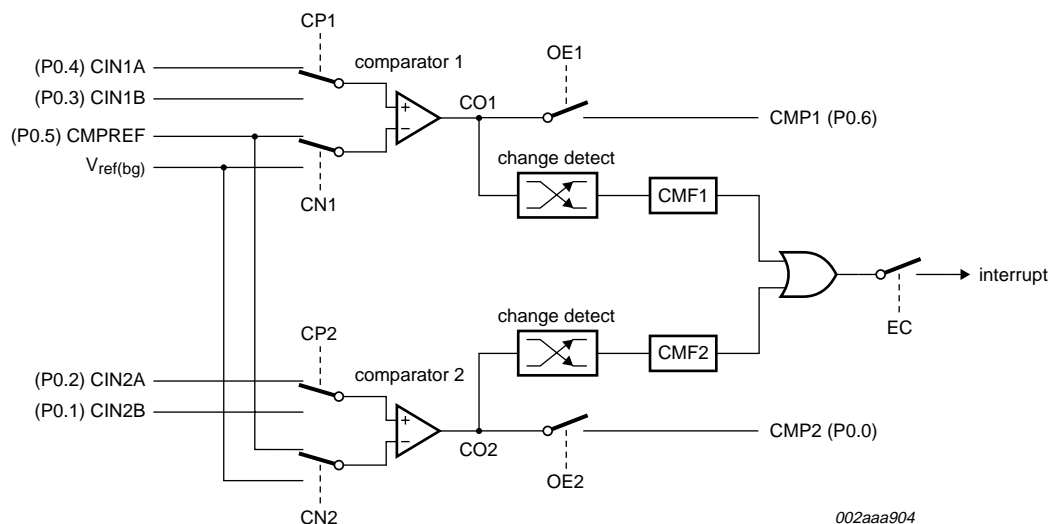 CP1
(P0.4) CIN1A
comparator 1
OE1
(P0.3) CIN1B
+
CO1
CMP1 (P0.6)
(P0.5) CMPREF
−
Vref(bg)
change detect
CN1
CMF1
interrupt
EC
CP2
change detect
CMF2
(P0.2) CIN2A
comparator 2
(P0.1) CIN2B
+
CO2
CMP2 (P0.0)
−
OE2
CN2
002aaa904